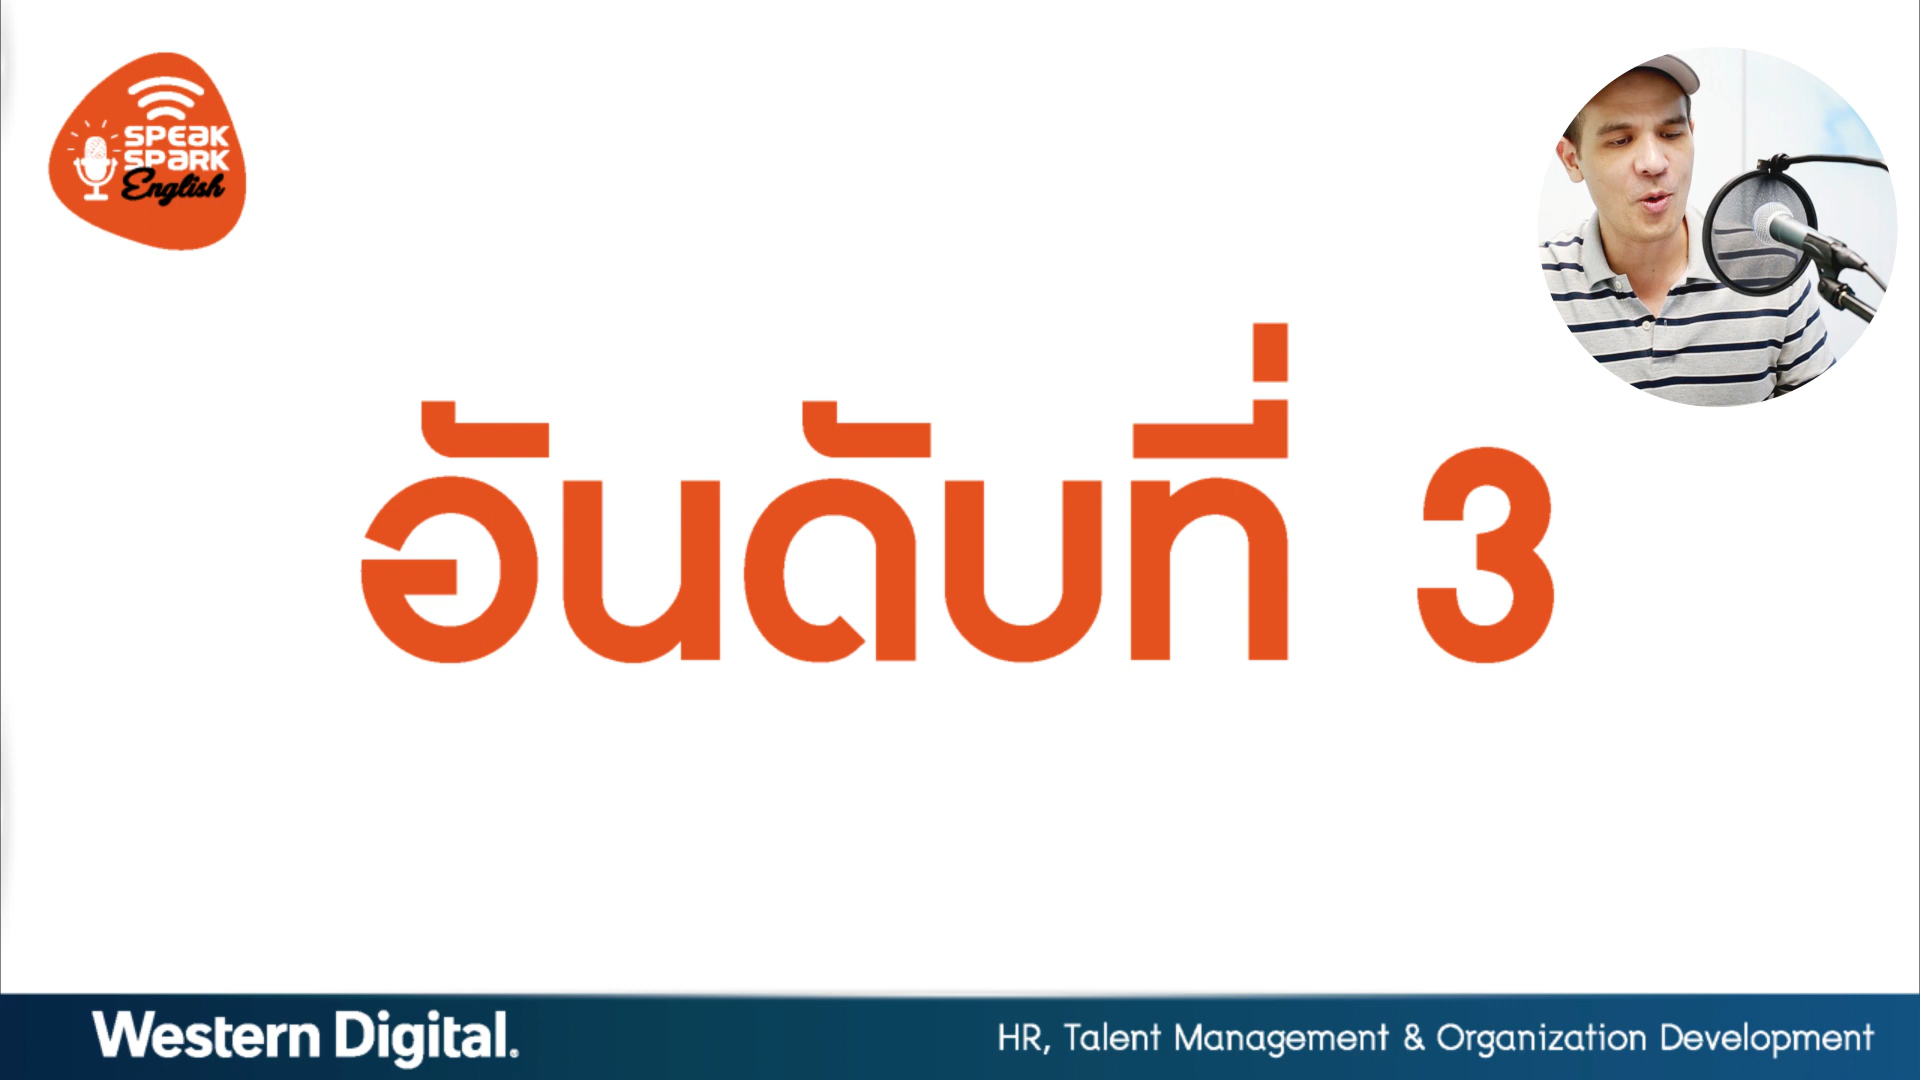 SPEAK
SPARK
English
อันดับที่ 3
Western Digital.
HR, Talent Management & Organization Development